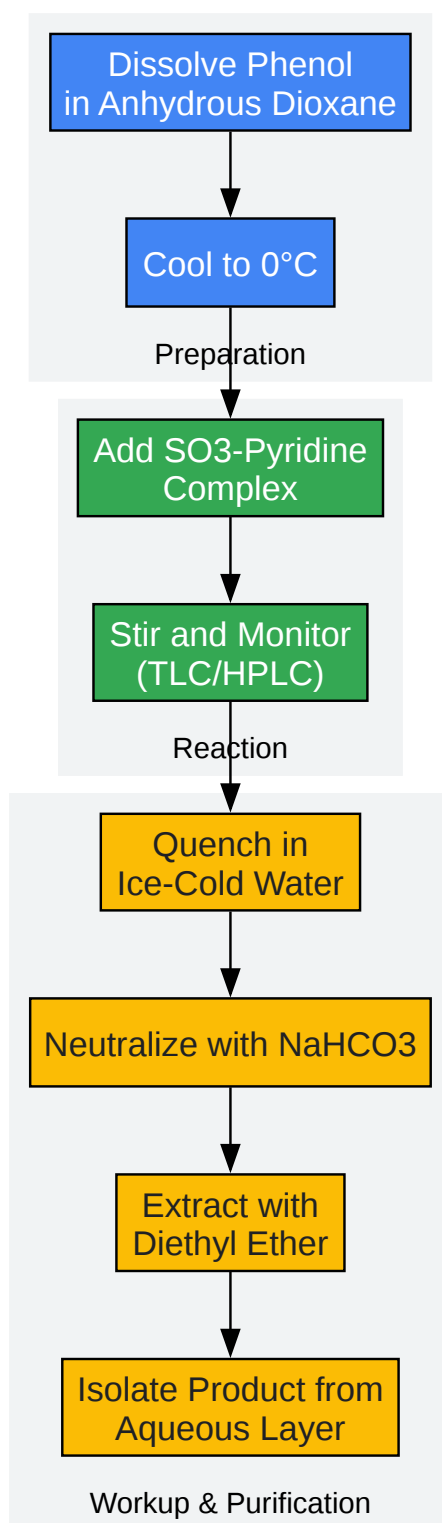 Dissolve Phenol
in Anhydrous Dioxane
Cool to 0°C
Preparation
Add SO3-Pyridine
Complex
Stir and Monitor
(TLC/HPLC)
Reaction
Quench in
Ice-Cold Water
Neutralize with NaHCO3
Extract with
Diethyl Ether
Isolate Product from
Aqueous Layer
Workup & Purification